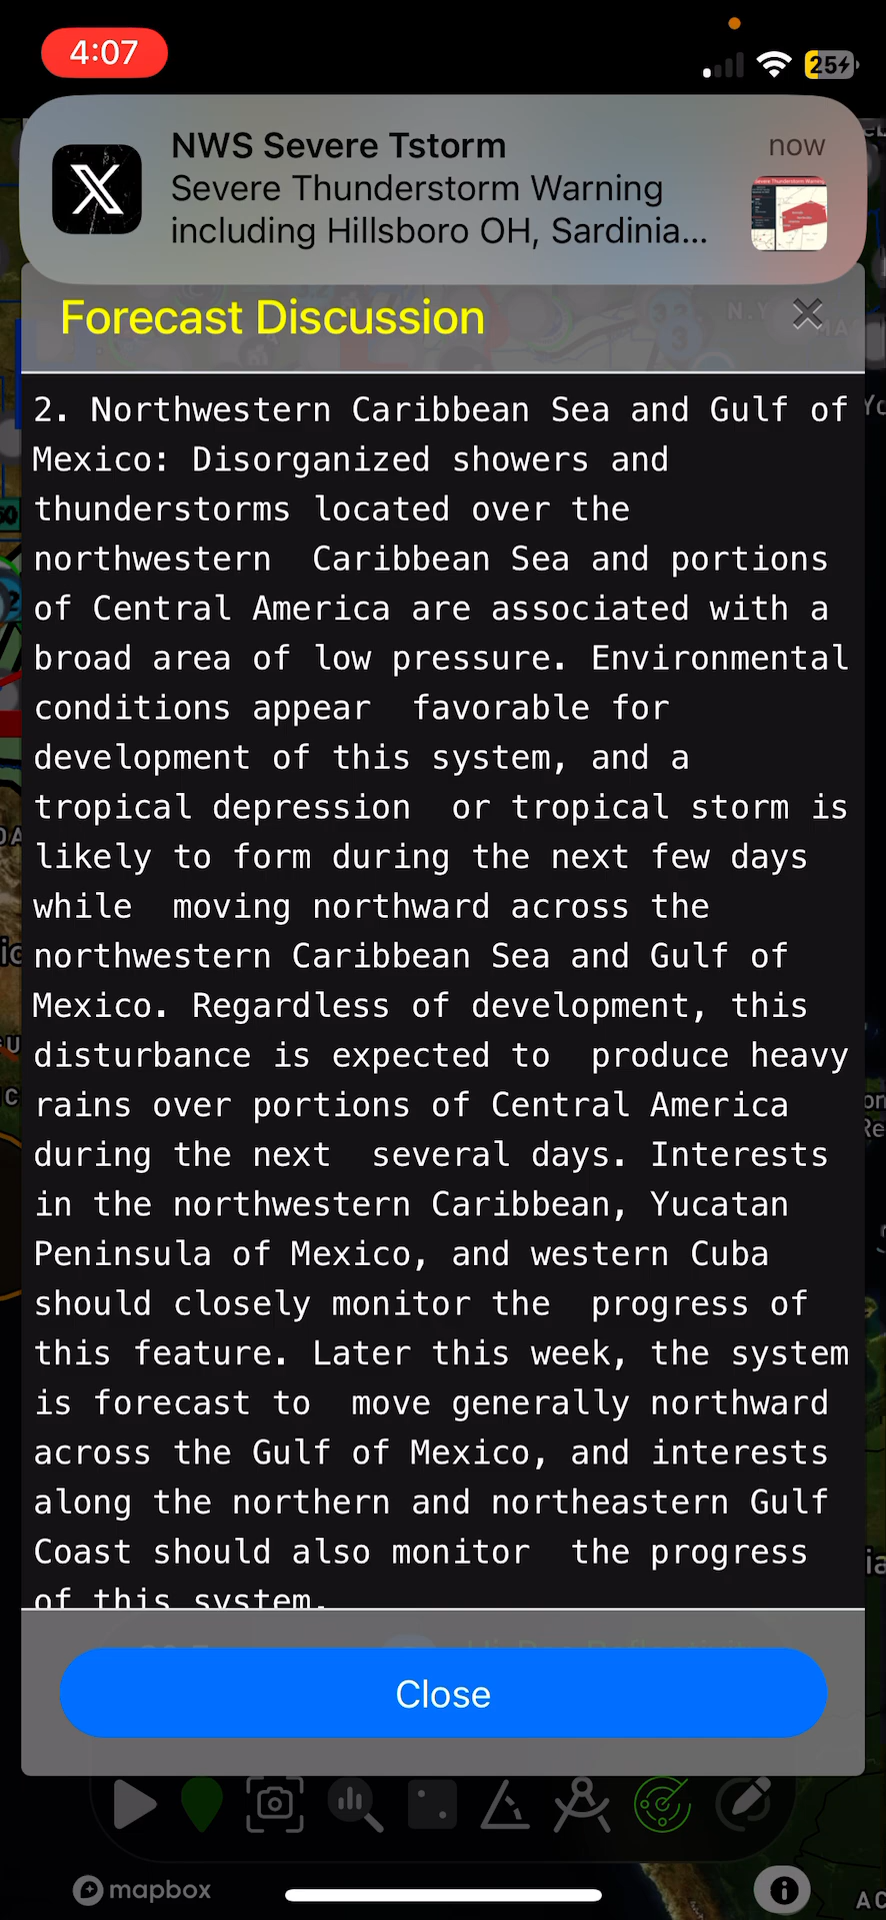 4:07
25
NWS Severe Tstorm
now
Severe Thunderstorm Warning
including Hillsboro OH, Sardinia...
Forecast Discussion
N.Y
2. Northwestern Caribbean Sea and Gulf of
Mexico: Disorganized showers and
thunderstorms located over the
northwestern  Caribbean Sea and portions
of Central America are associated with a
broad area of low pressure. Environmental
conditions appear  favorable for
development of this system, and a
tropical depression  or tropical storm is
likely to form during the next few days
while  moving northward across the
northwestern Caribbean Sea and Gulf of
Mexico. Regardless of development, this
disturbance is expected to  produce heavy
rains over portions of Central America
during the next  several days. Interests
in the northwestern Caribbean, Yucatan
Peninsula of Mexico, and western Cuba
should closely monitor the  progress of
this feature. Later this week, the system
is forecast to  move generally northward
across the Gulf of Mexico, and interests
along the northern and northeastern Gulf
Coast should also monitor  the progress
of this system.
Close
mapbox